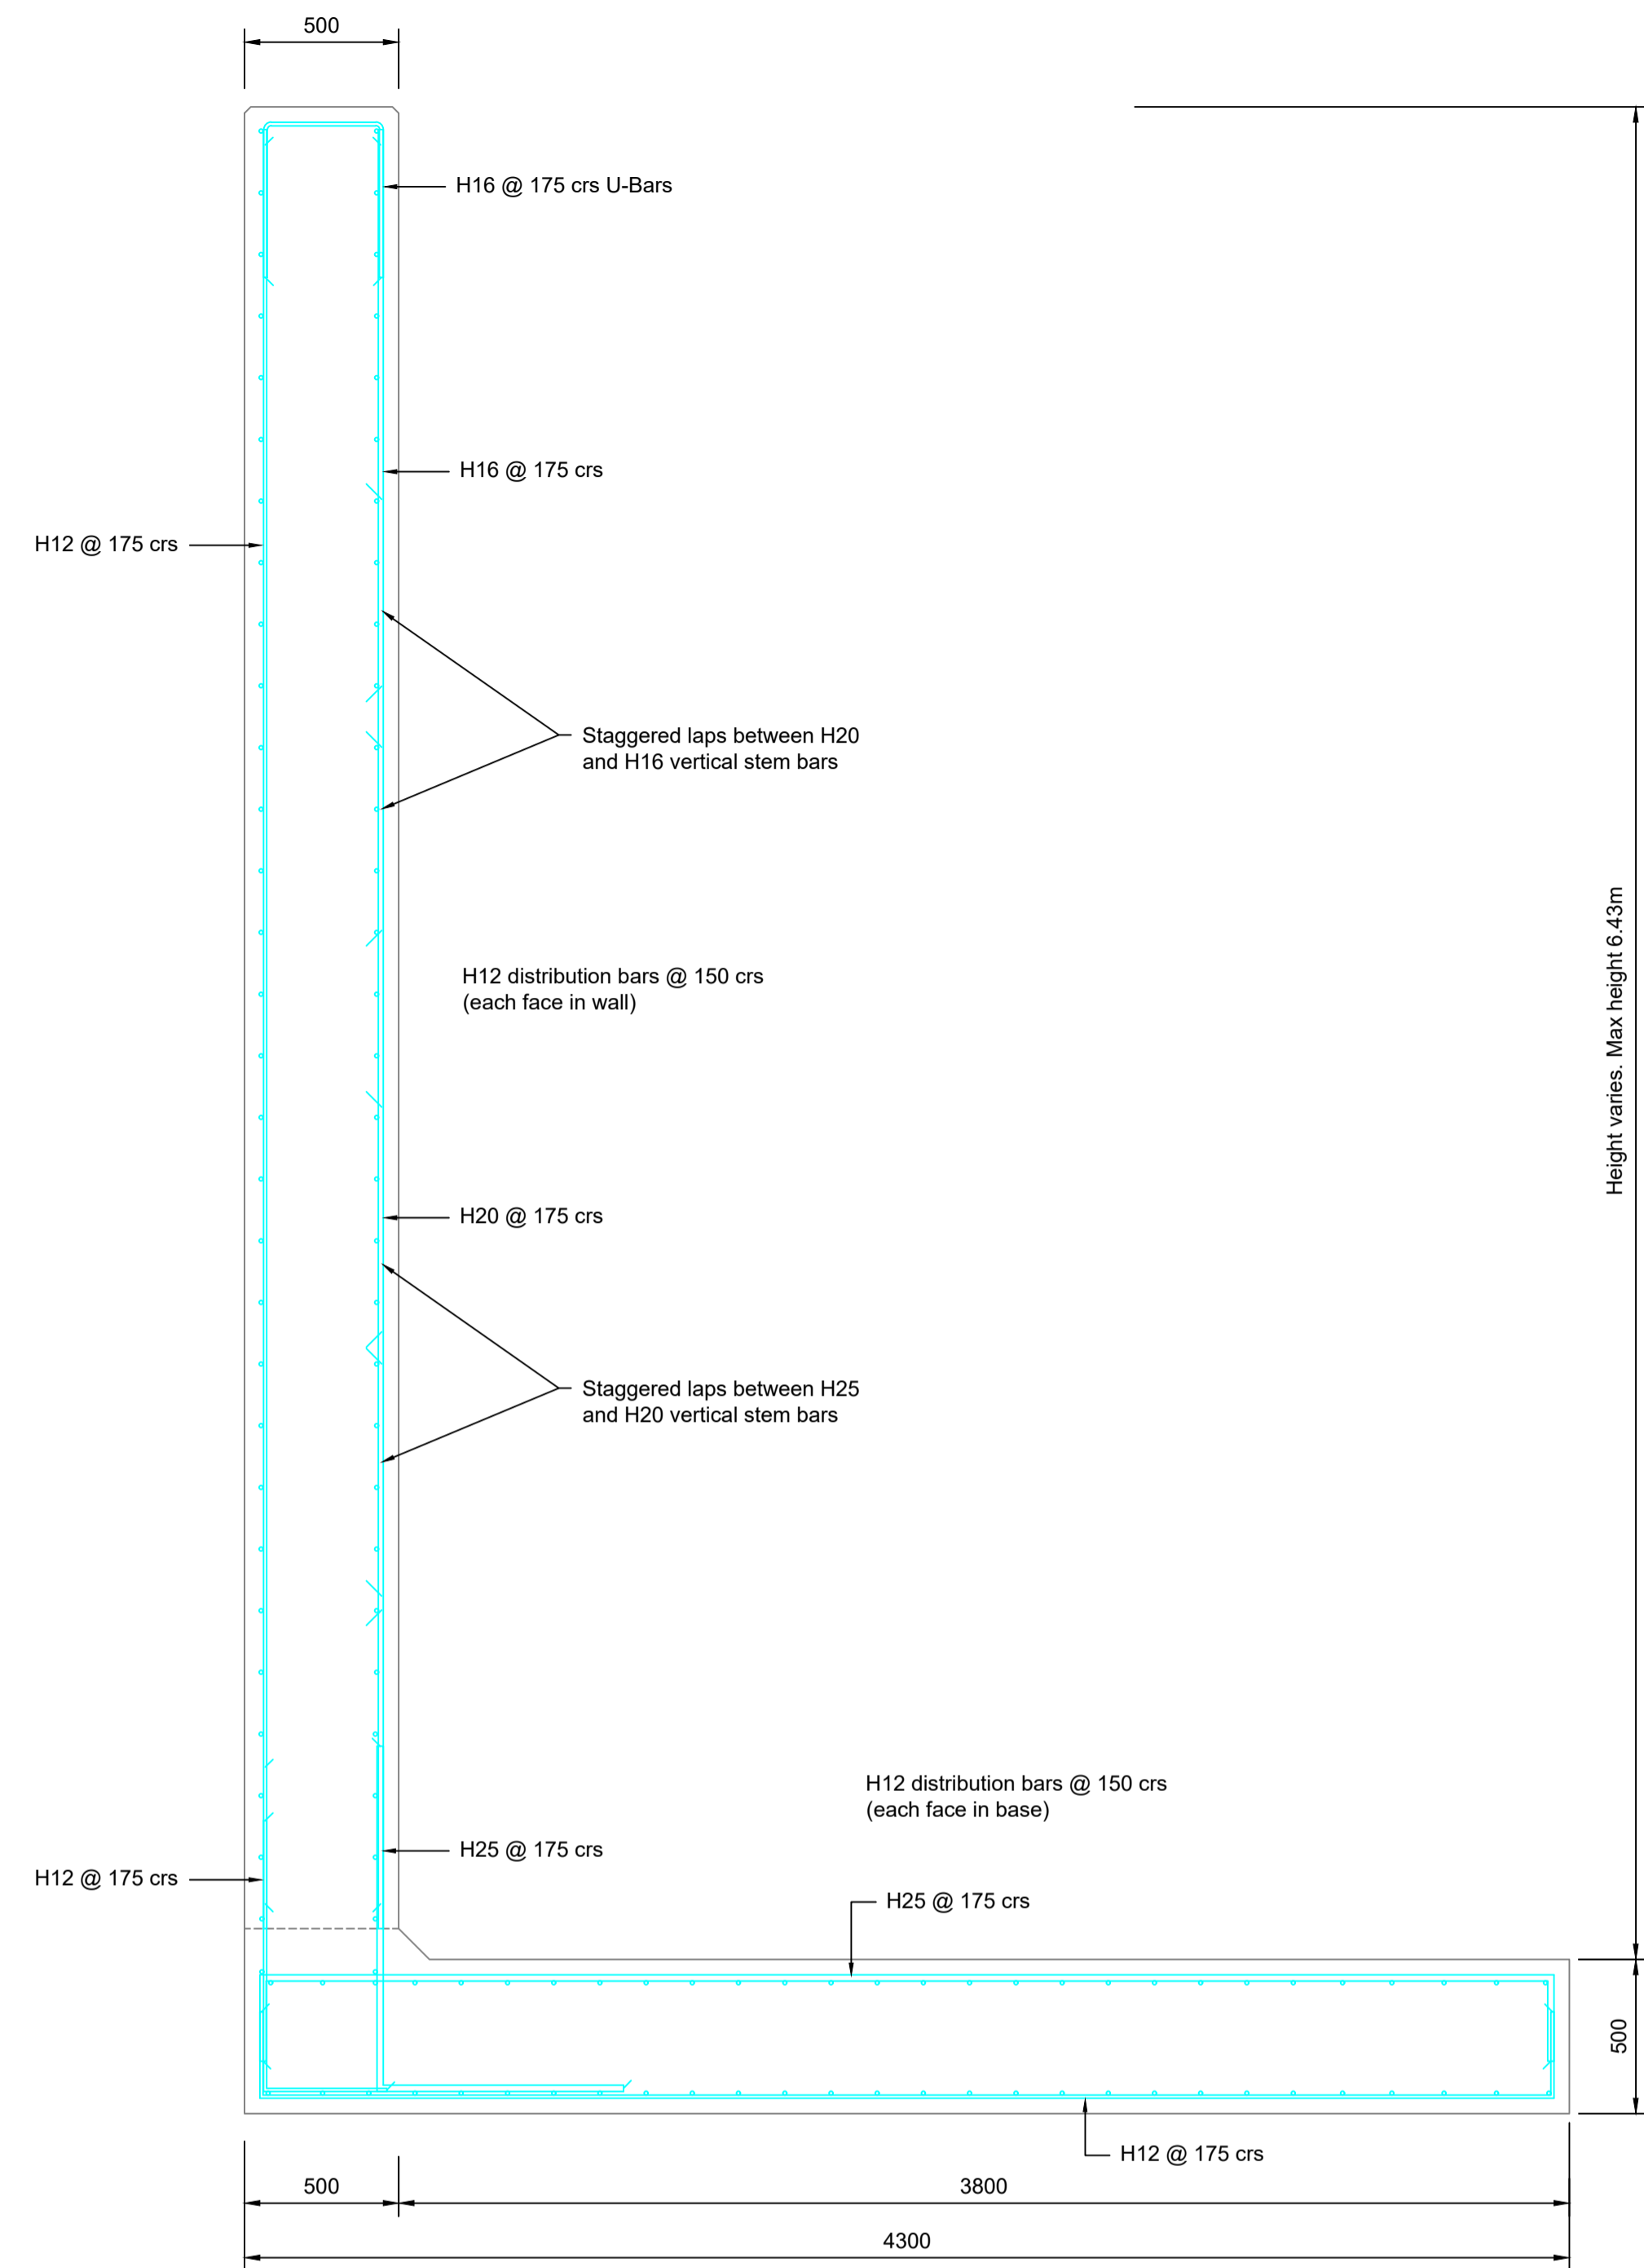 500
H16 @ 175 crs U-Bars
H16 @ 175 crs
H12 @ 175 crs
Staggered laps between H20
and H16 vertical stem bars
Height varies. Max height 6.43m
H12 distribution bars @ 150 crs
(each face in wall)
H20 @ 175 crs
Staggered laps between H25
and H20 vertical stem bars
H12 distribution bars @ 150 crs
(each face in base)
H25 @ 175 crs
H12 @ 175 crs
H25 @ 175 crs
500
H12 @ 175 crs
500
3800
4300